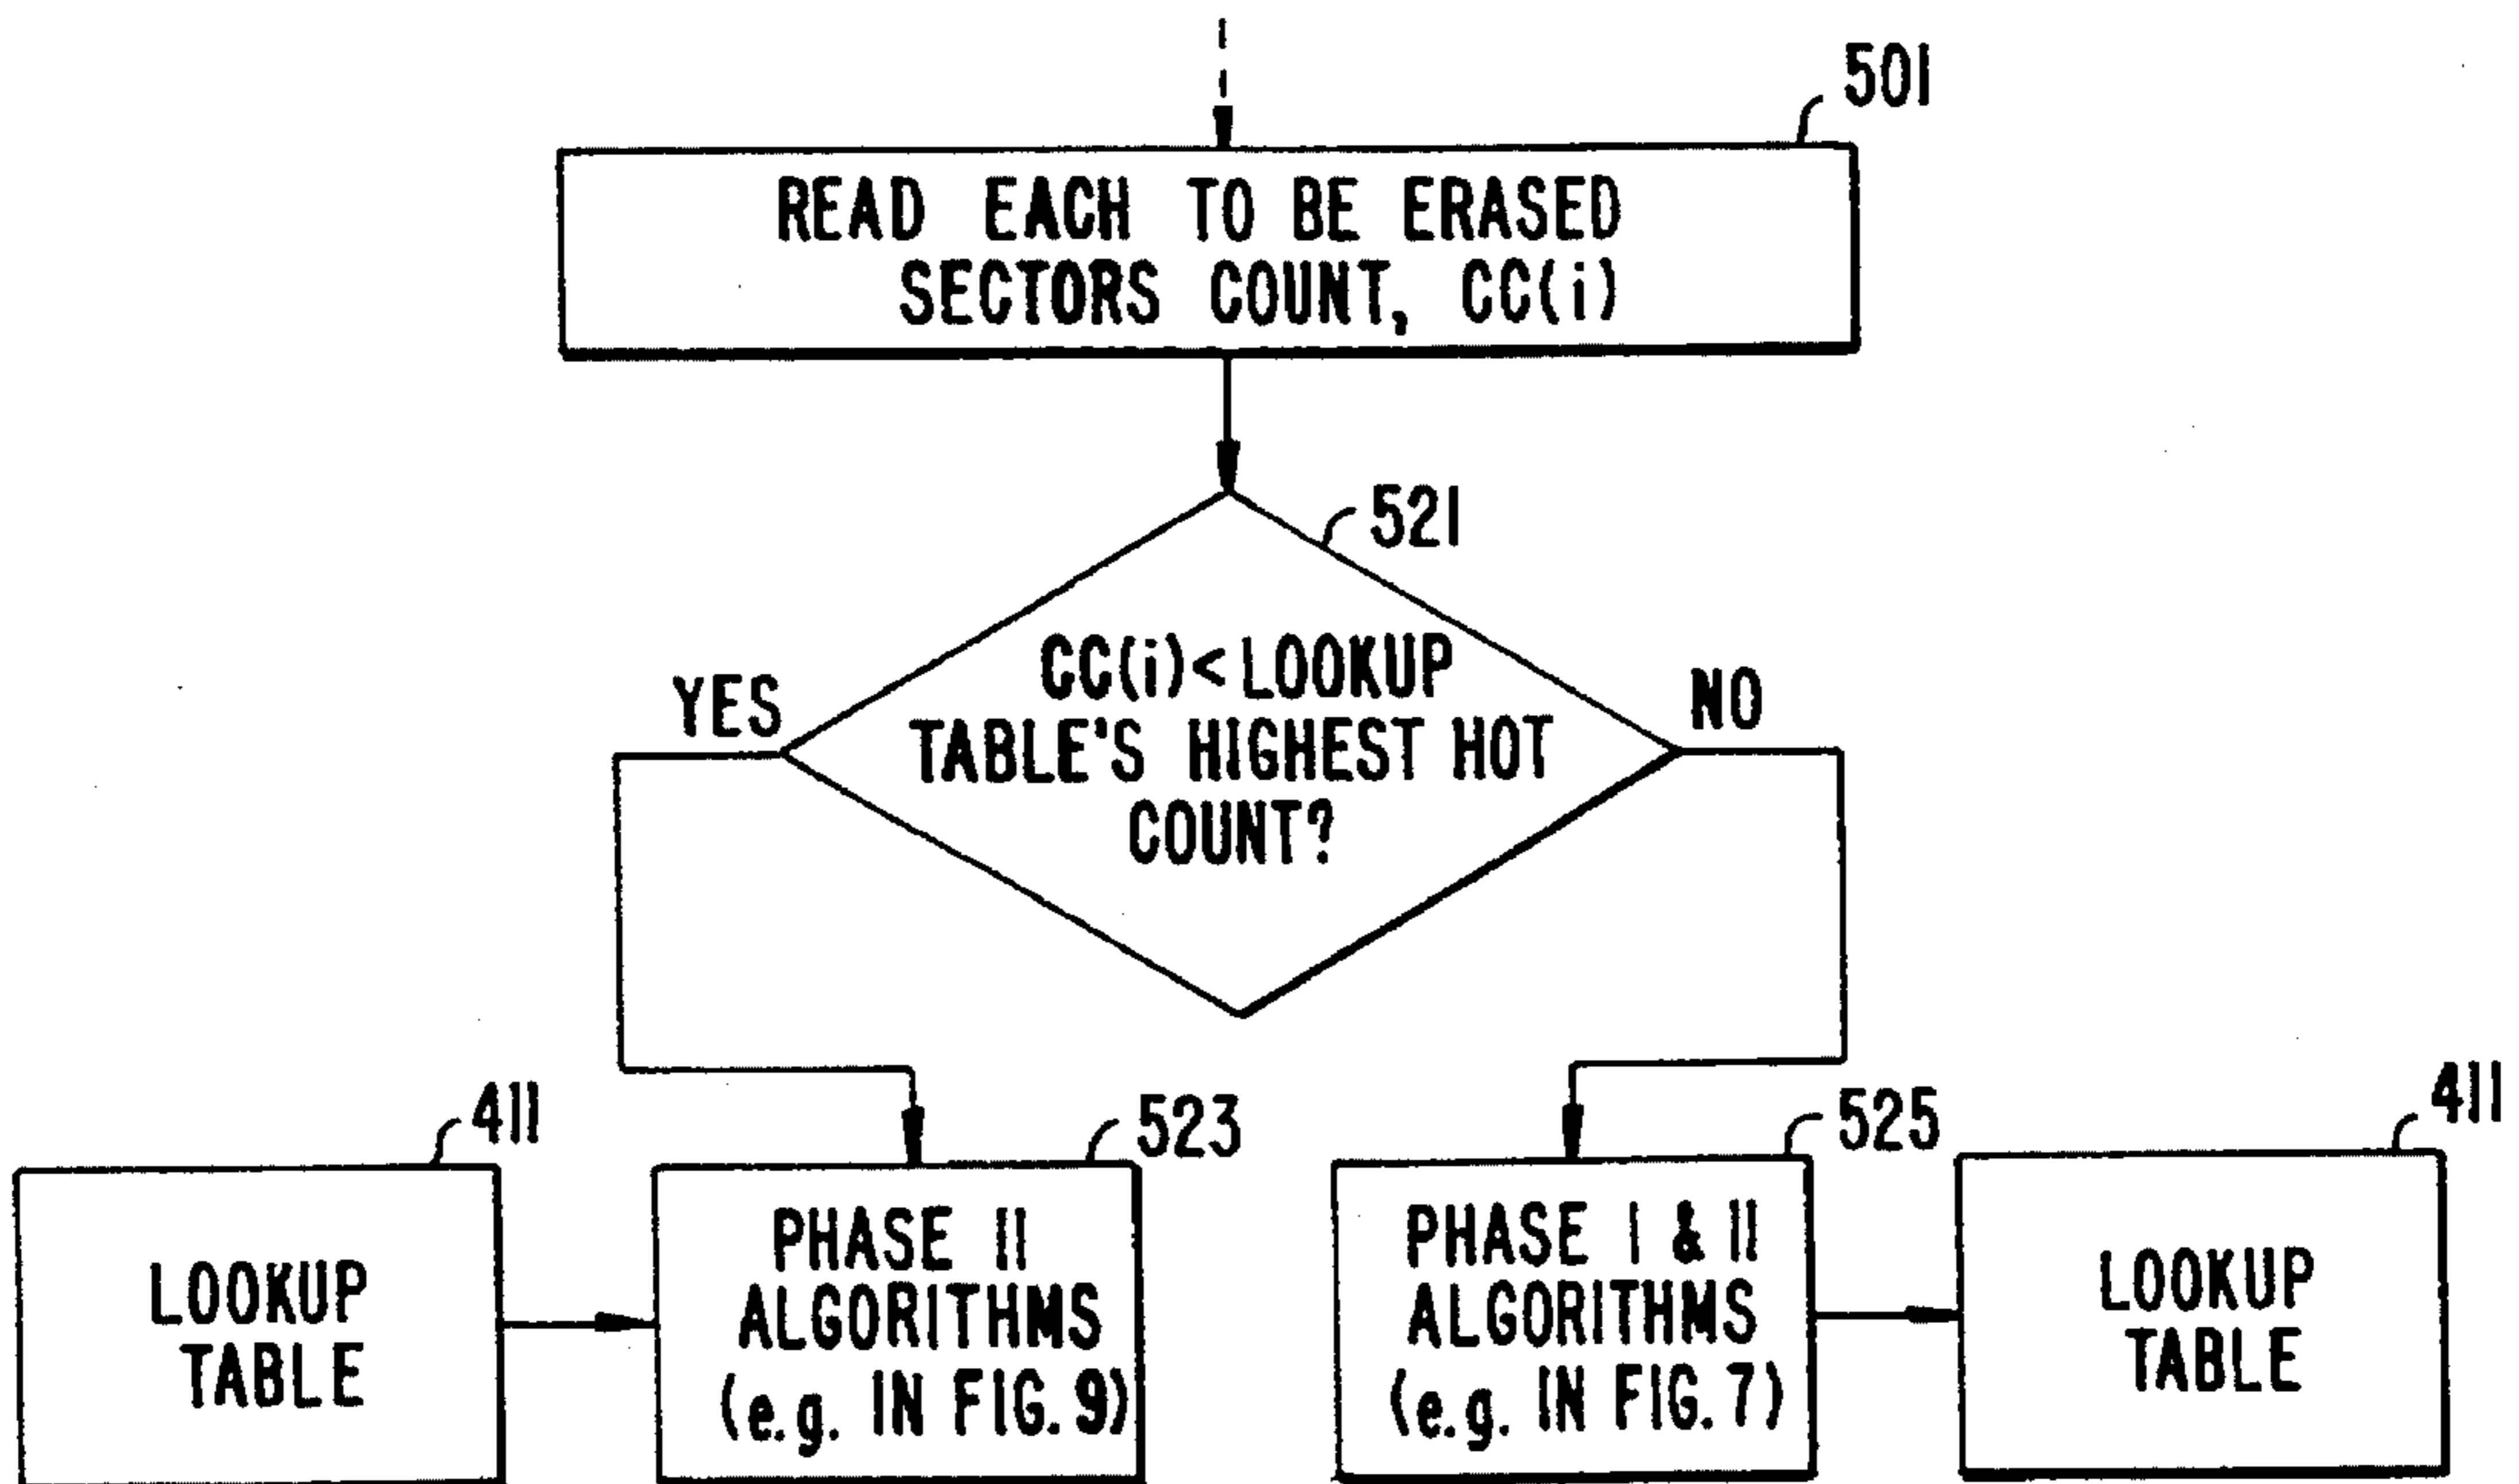 501
READ EACH TO BE ERASED
SECTORS COUNT, CC(i)
521
CC(i)< LOOKUP
TABLE'S HIGHEST HOT
COUNT?
YES
NO
411
LOOKUP
TABLE
523
PHASE II
ALGORITHMS
(e.g. IN FIG. 9)
525
PHASE I & II
ALGORITHMS
(e.g. IN FIG. 7)
411
LOOKUP
TABLE